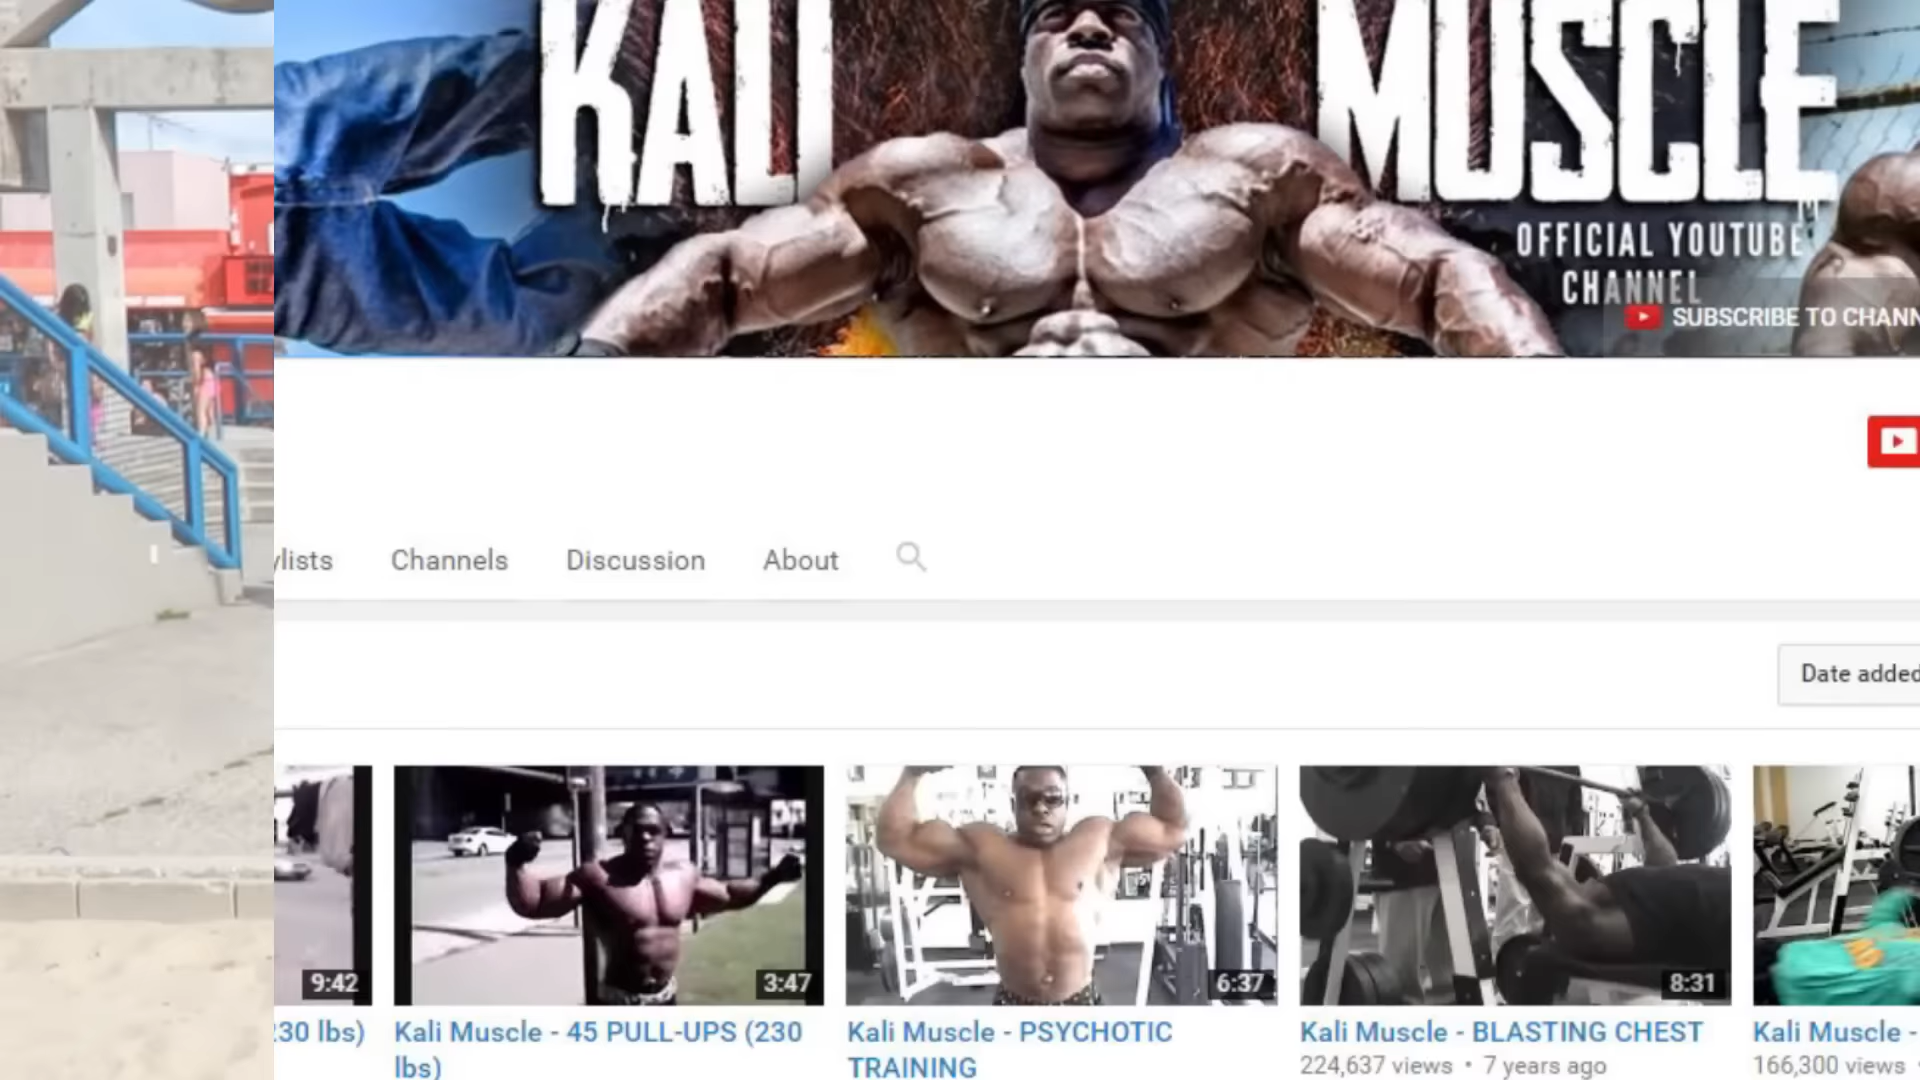 KALI MUSCLE
OFFICIAL YOUTUBE
CHANNEL
SUBSCRIBE TO CHANN
ylists Channels Discussion About
Date added
9:42
3:47
6:37
8:31
230 lbs)
Kali Muscle - 45 PULL-UPS (230
lbs)
Kali Muscle - PSYCHOTIC
TRAINING
Kali Muscle - BLASTING CHEST
224,637 views • 7 years ago
Kali Muscle -
166,300 views